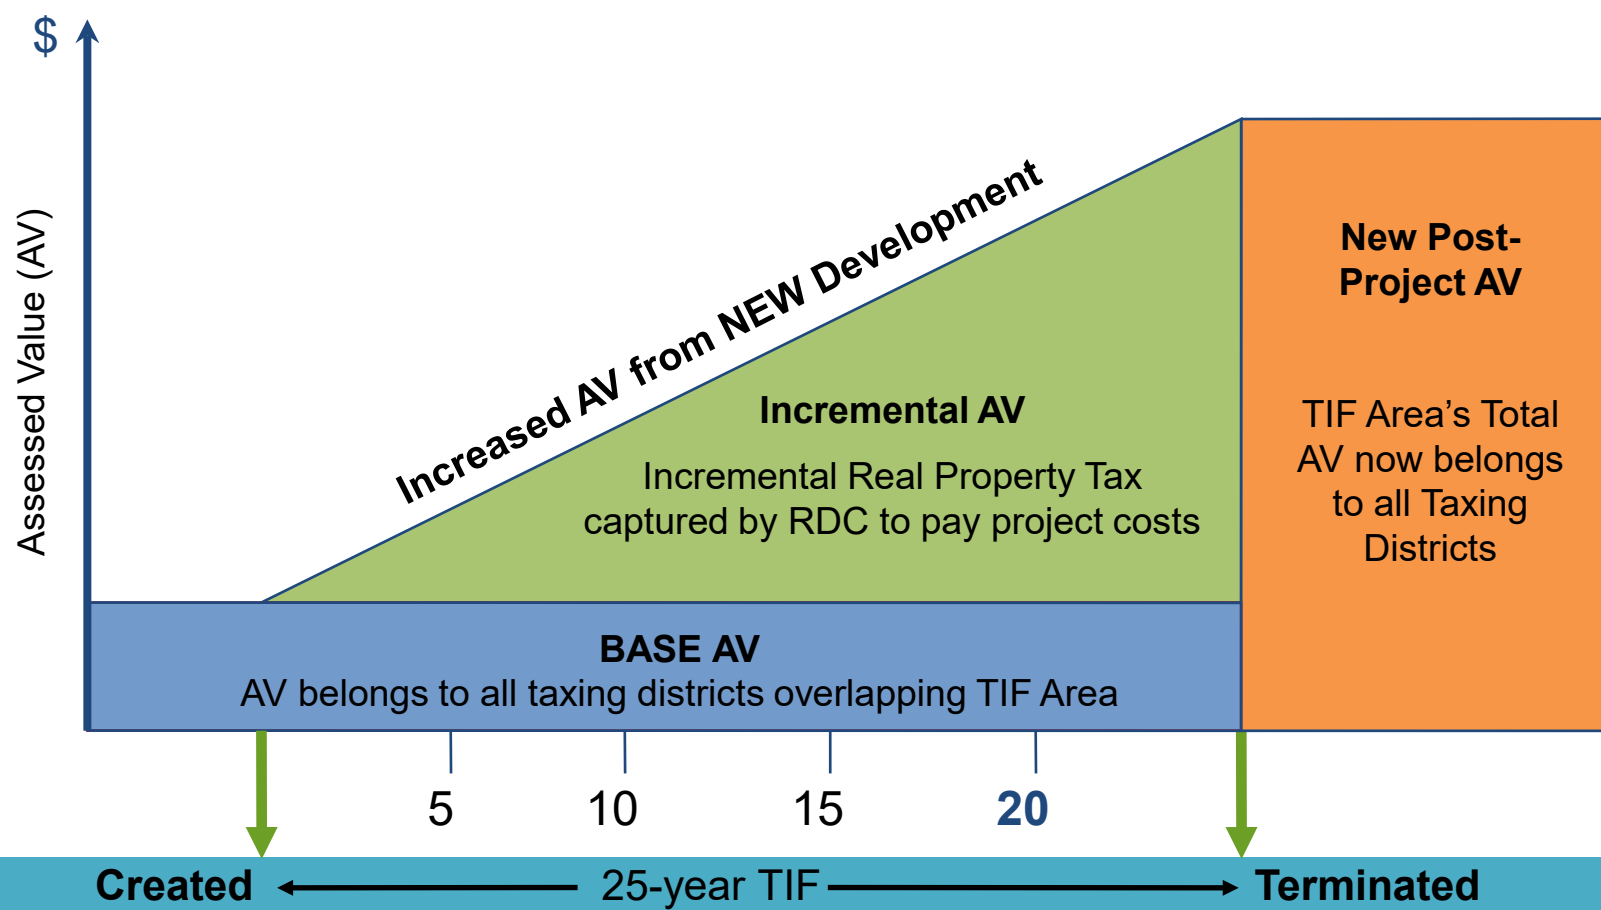 $
Assessed Value (AV)
Increased AV from NEW Development
New Post-
Project AV
TIF Area’s Total
AV now belongs
to all Taxing
Districts
Incremental AV
Incremental Real Property Tax
captured by RDC to pay project costs
BASE AV
AV belongs to all taxing districts overlapping TIF Area
5 10 15 20
Created 25-year TIF Terminated